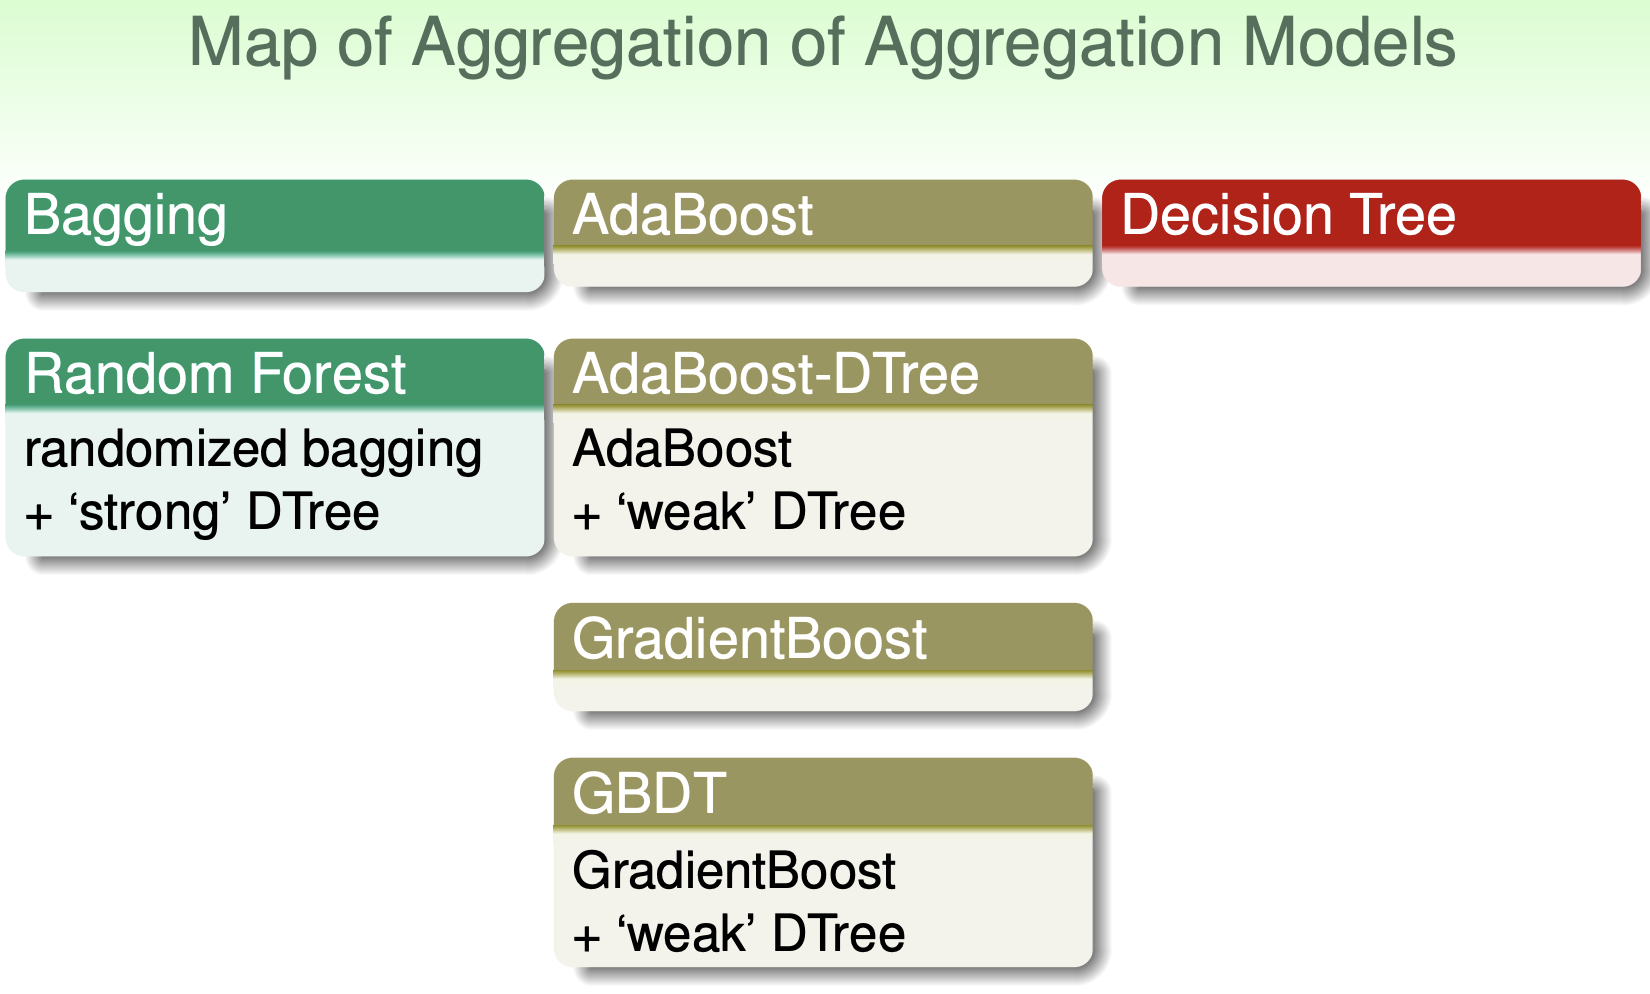 Map of Aggregation of Aggregation Models
Bagging
AdaBoost
Decision Tree
Random Forest
randomized bagging
+ ‘strong’ DTree
AdaBoost-DTree
AdaBoost
+ ‘weak’ DTree
GradientBoost
GBDT
GradientBoost
+ ‘weak’ DTree